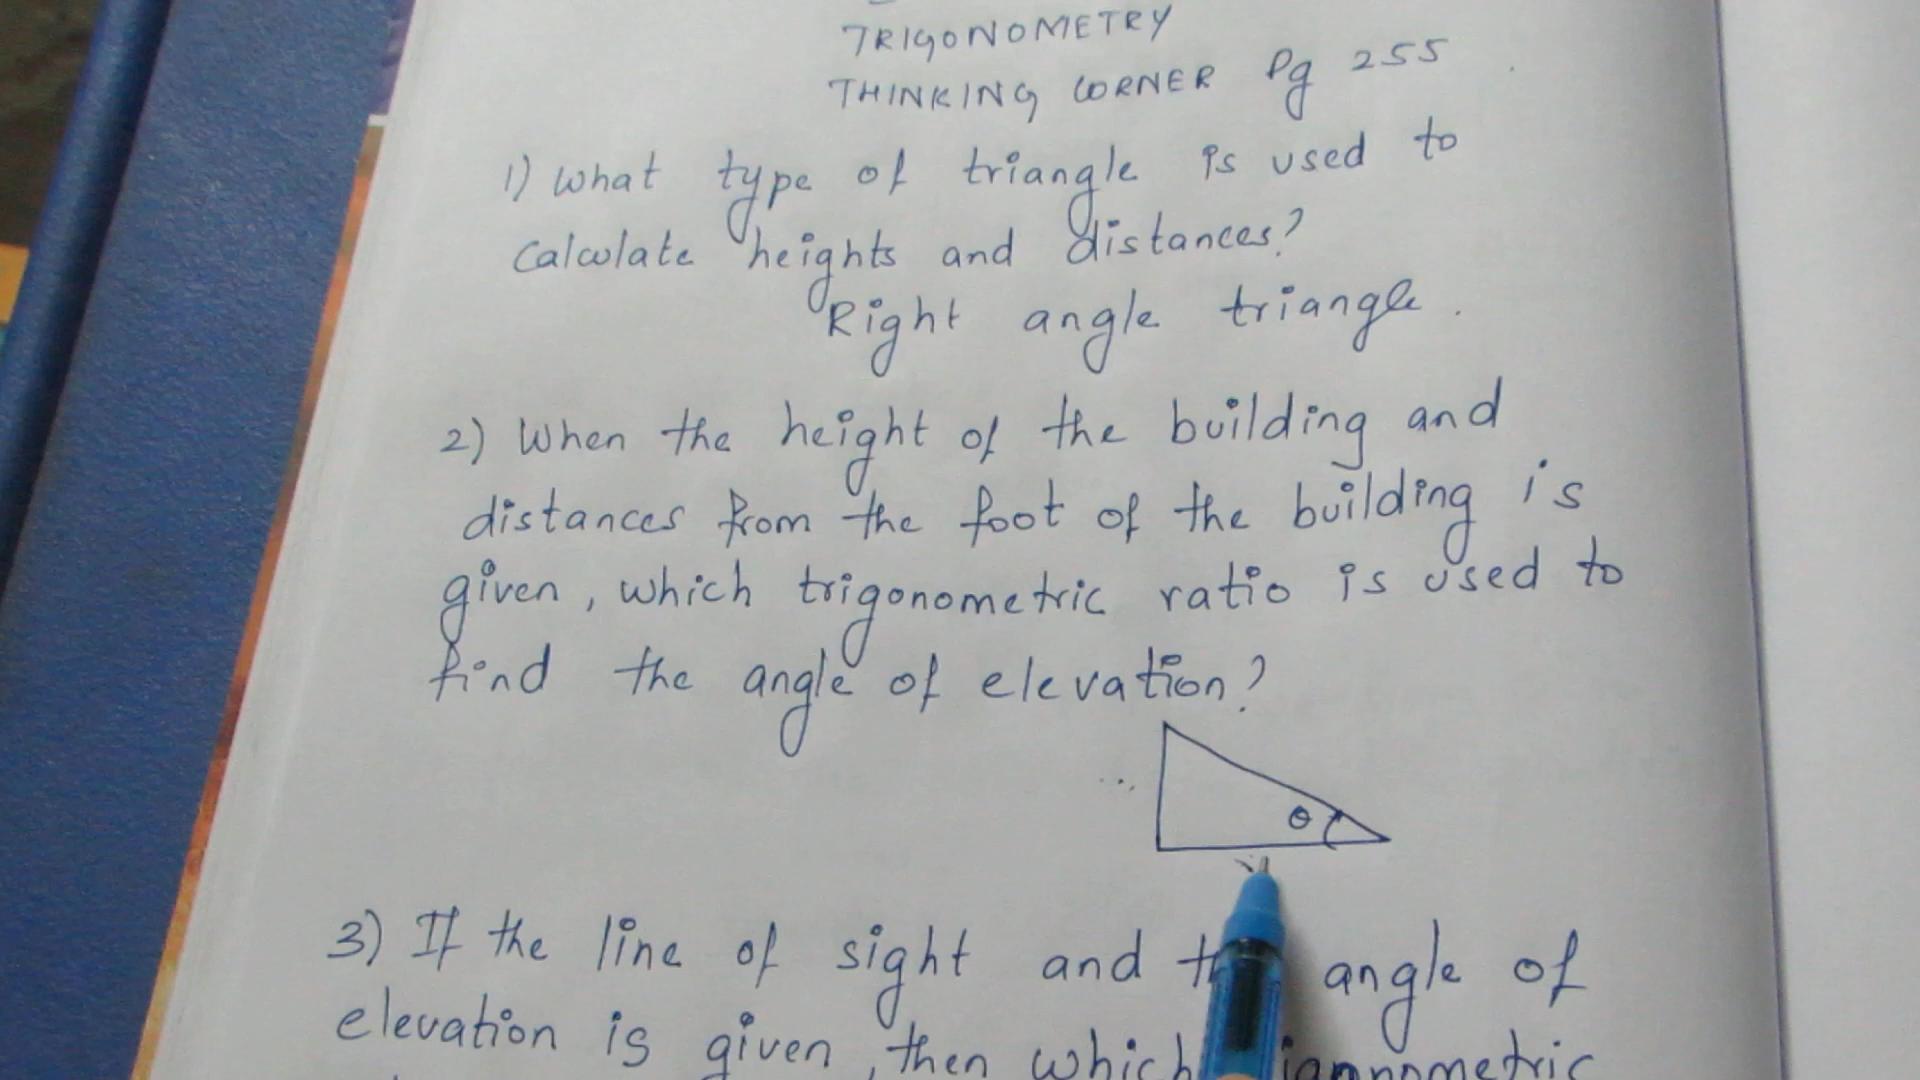 TRIGONOMETRY
THINKING CORNER Pg 255
1) What type of triangle is used to
calculate heights and distances?
Right angle triangle.
2) When the height of the building and
distances from the foot of the building is
given, which trigonometric ratio is used to
find the angle of elevation?
θ
3) If the line of sight and angle of
elevation is given, then which